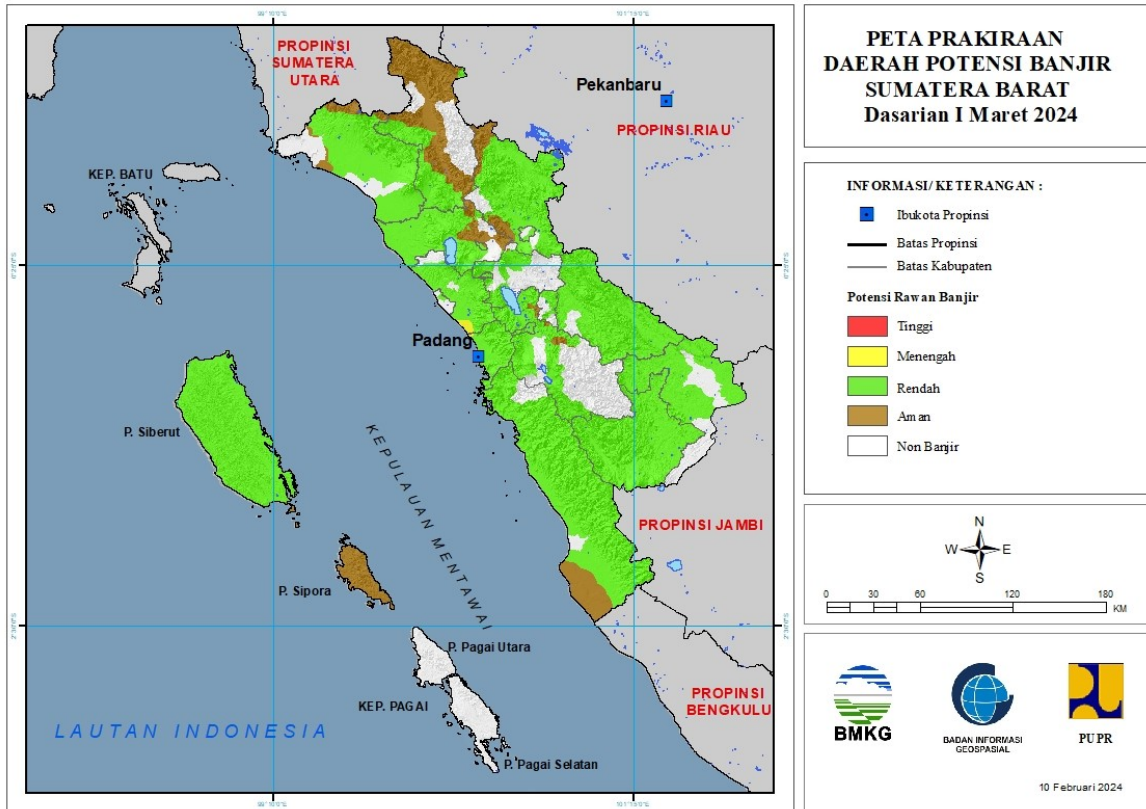 PETA PRAKIRAAN
DAERAH POTENSI BANJIR
SUMATERA BARAT
Dasarian I Maret 2024
INFORMASI/ KETERANGAN :
Ibukota Propinsi
Batas Propinsi
Batas Kabupaten
Potensi Rawan Banjir
Tinggi
Menengah
Rendah
Aman
Non Banjir
N
W E
S
0 30 60 120 180
KM
BMKG
BADAN INFORMASI
GEOSPASIAL
PU PR
10 Februari 2024
PROPINSI
SUMATERA
UTARA
Pekanbaru
PROPINSI RIAU
KEP. BATU
Padang
P. Siberut
KEPULAUAN MENTAWAI
PROPINSI JAMBI
P. Sipora
P. Pagai Utara
KEP. PAGAI
PROPINSI
BENGKULU
LAUTAN INDONESIA
P. Pagai Selatan